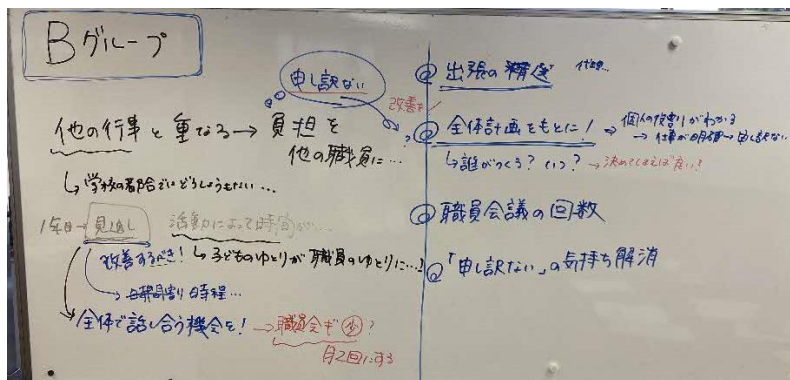 Bグループ
申し訳ない
他の行事と重なる→負担を
他の職員に…
↳学校の都合ではどうしようもない…
1年目→見通し
活動によって時間が…
改善するべき!
↳子どものゆとりが職員のゆとりに…
→日課 時間割 時程…
全体で話し合う機会を!
→職員会ギ 少?
月2回にする
@ 出張の精度
代表…
改善を
@ 全体計画をもとに!
⇒個人の役割りがわかる
→仕事が明確→申し訳ない
↳誰がつくる?いつ?
→決めてしまえば良い!
@ 職員会議の回数
@「申し訳ない」の気持ち解消